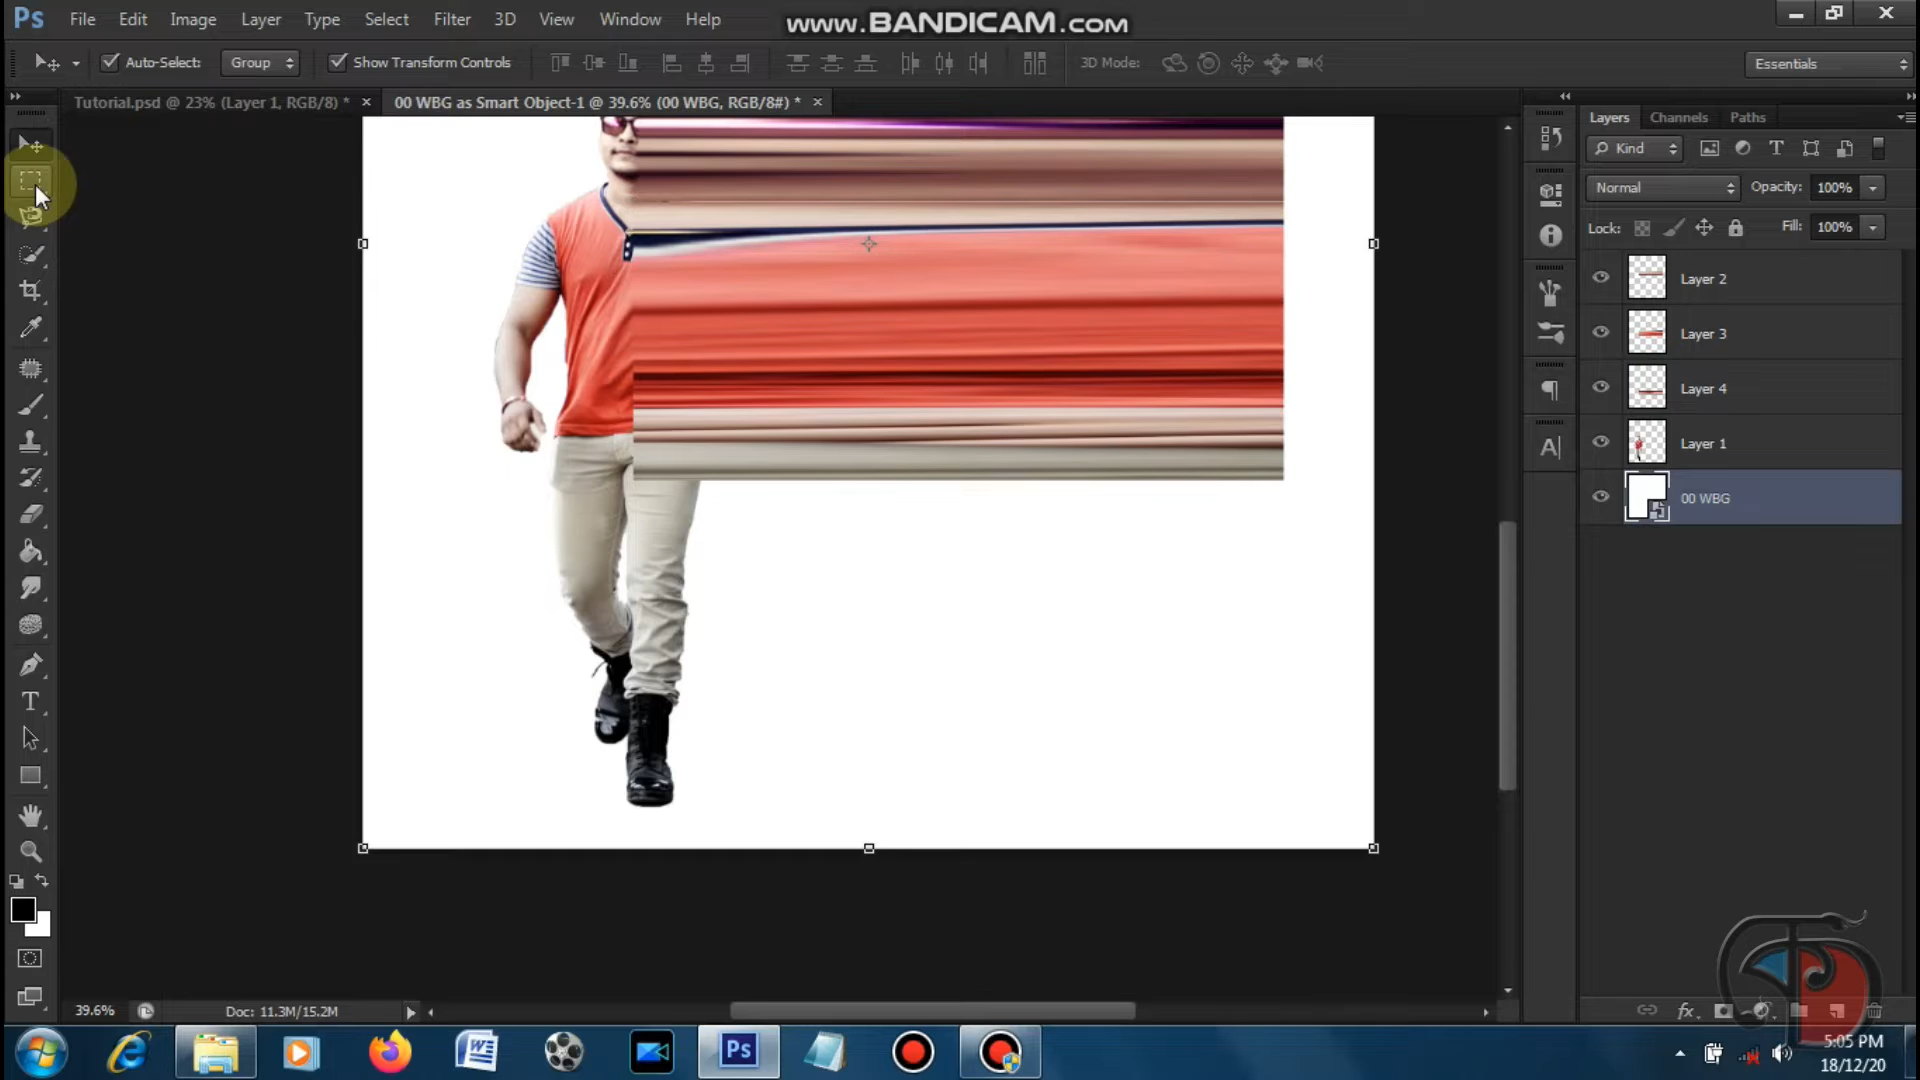 Ps File Edit Image Layer Type Select Filter 3D View Window Help
www.BANDICAM.com
Auto-Select: Group Show Transform Controls 3D Mode: Essentials
Tutorial.psd @ 23% (Layer 1, RGB/8) * × 00 WBG as Smart Object-1 @ 39.6% (00 WBG, RGB/8#) * ×
Layers Channels Paths
Kind
Normal Opacity: 100%
Lock: Fill: 100%
Layer 2
Layer 3
Layer 4
Layer 1
00 WBG
39.6% Doc: 11.3M/15.2M
fx
Ps
5:05 PM
18/12/20